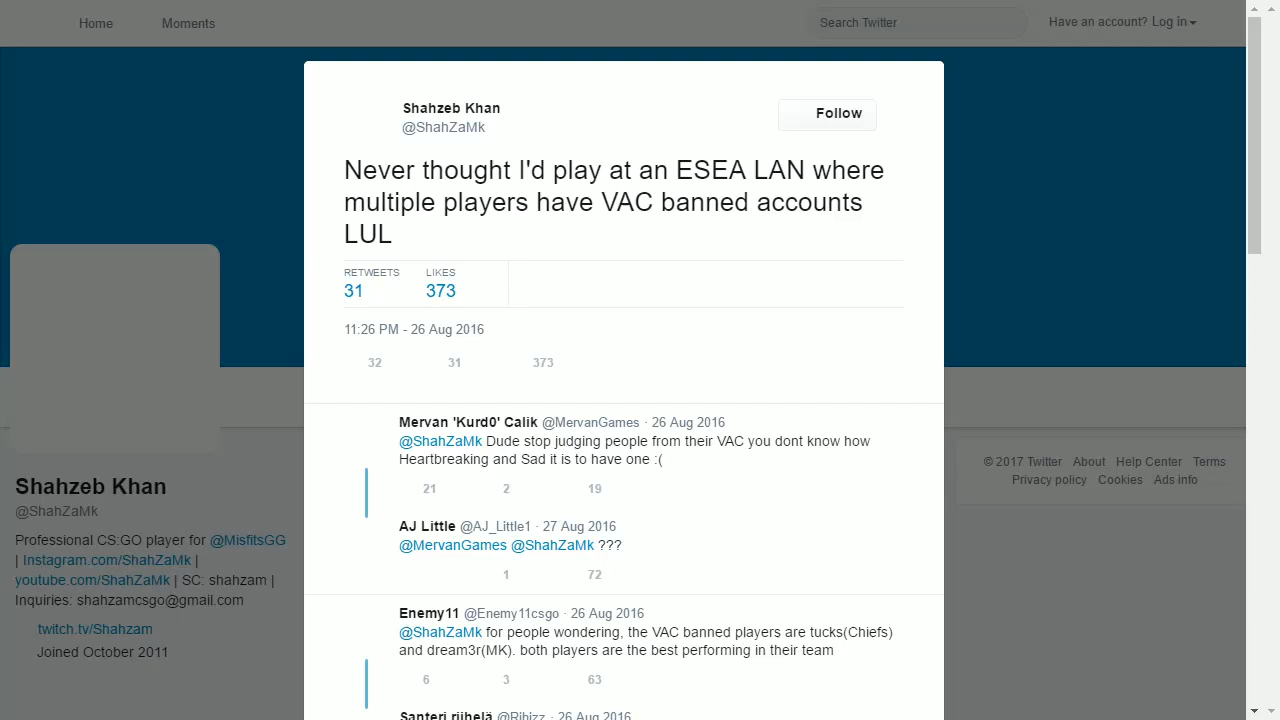 Home
Moments
Search Twitter
Have an account? Log in
Shahzeb Khan
@ShahZaMk
Follow
Never thought I'd play at an ESEA LAN where
multiple players have VAC banned accounts
LUL
RETWEETS
LIKES
31
373
11:26 PM - 26 Aug 2016
32
31
373
Mervan 'Kurd0' Calik @MervanGames · 26 Aug 2016
@ShahZaMk Dude stop judging people from their VAC you dont know how
Heartbreaking and Sad it is to have one :(
21
2
19
AJ Little @AJ_Little1 · 27 Aug 2016
@MervanGames @ShahZaMk ???
1
72
Enemy11 @Enemy11csgo · 26 Aug 2016
@ShahZaMk for people wondering, the VAC banned players are tucks(Chiefs)
and dream3r(MK). both players are the best performing in their team
6
3
63
Santeri riihelä @Ribizz · 26 Aug 2016
Shahzeb Khan
@ShahZaMk
Professional CS:GO player for @MisfitsGG
| Instagram.com/ShahZaMk |
youtube.com/ShahZaMk | SC: shahzam |
Inquiries: shahzamcsgo@gmail.com
twitch.tv/Shahzam
Joined October 2011
© 2017 Twitter About Help Center Terms
Privacy policy Cookies Ads info